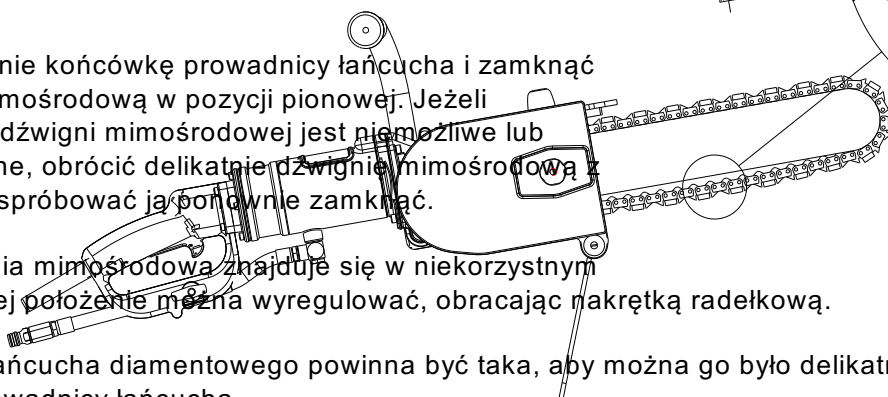 nie końcówkę prowadnicy łańcucha i zamknąć
mośrodową w pozycji pionowej. Jeżeli
dźwigni mimośrodowej jest niemożliwe lub
ne, obrócić delikatnie dźwignię mimośrodową z
spróbować ją ponownie zamknąć.
ia mimośrodowa znajduje się w niekorzystnym
ej położenie można wyregulować, obracając nakrętką radełkową.
ańcucha diamentowego powinna być taka, aby można go było delikatn
wadnicy łańcucha